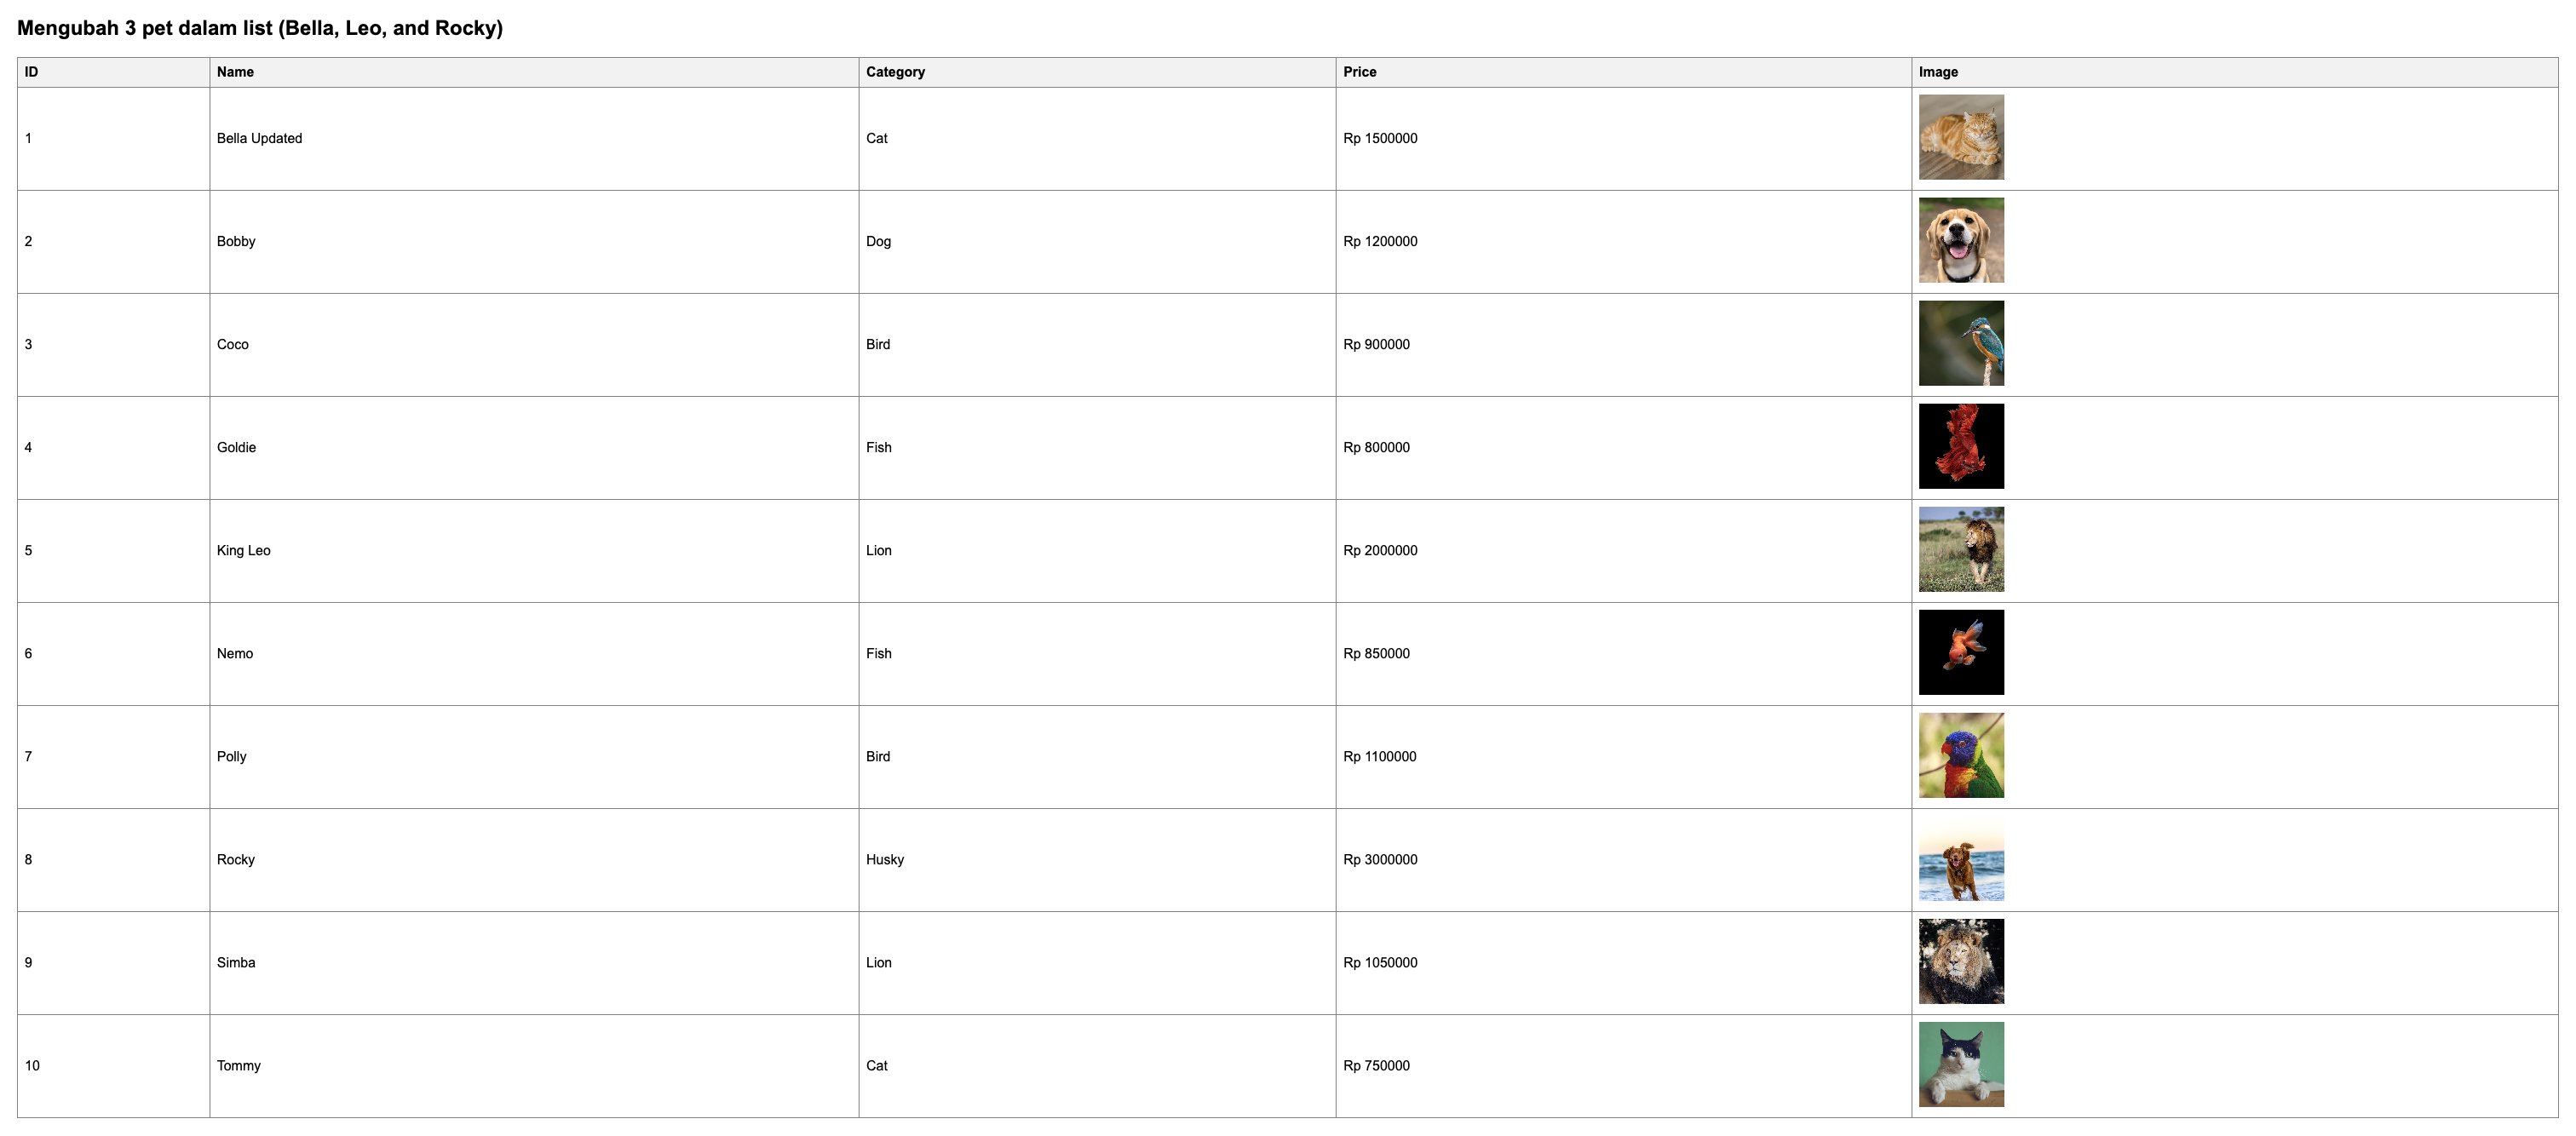 Mengubah 3 pet dalam list (Bella, Leo, and Rocky)
ID Name Category Price Image
1 Bella Updated Cat Rp 1500000
2 Bobby Dog Rp 1200000
3 Coco Bird Rp 900000
4 Goldie Fish Rp 800000
5 King Leo Lion Rp 2000000
6 Nemo Fish Rp 850000
7 Polly Bird Rp 1100000
8 Rocky Husky Rp 3000000
9 Simba Lion Rp 1050000
10 Tommy Cat Rp 750000